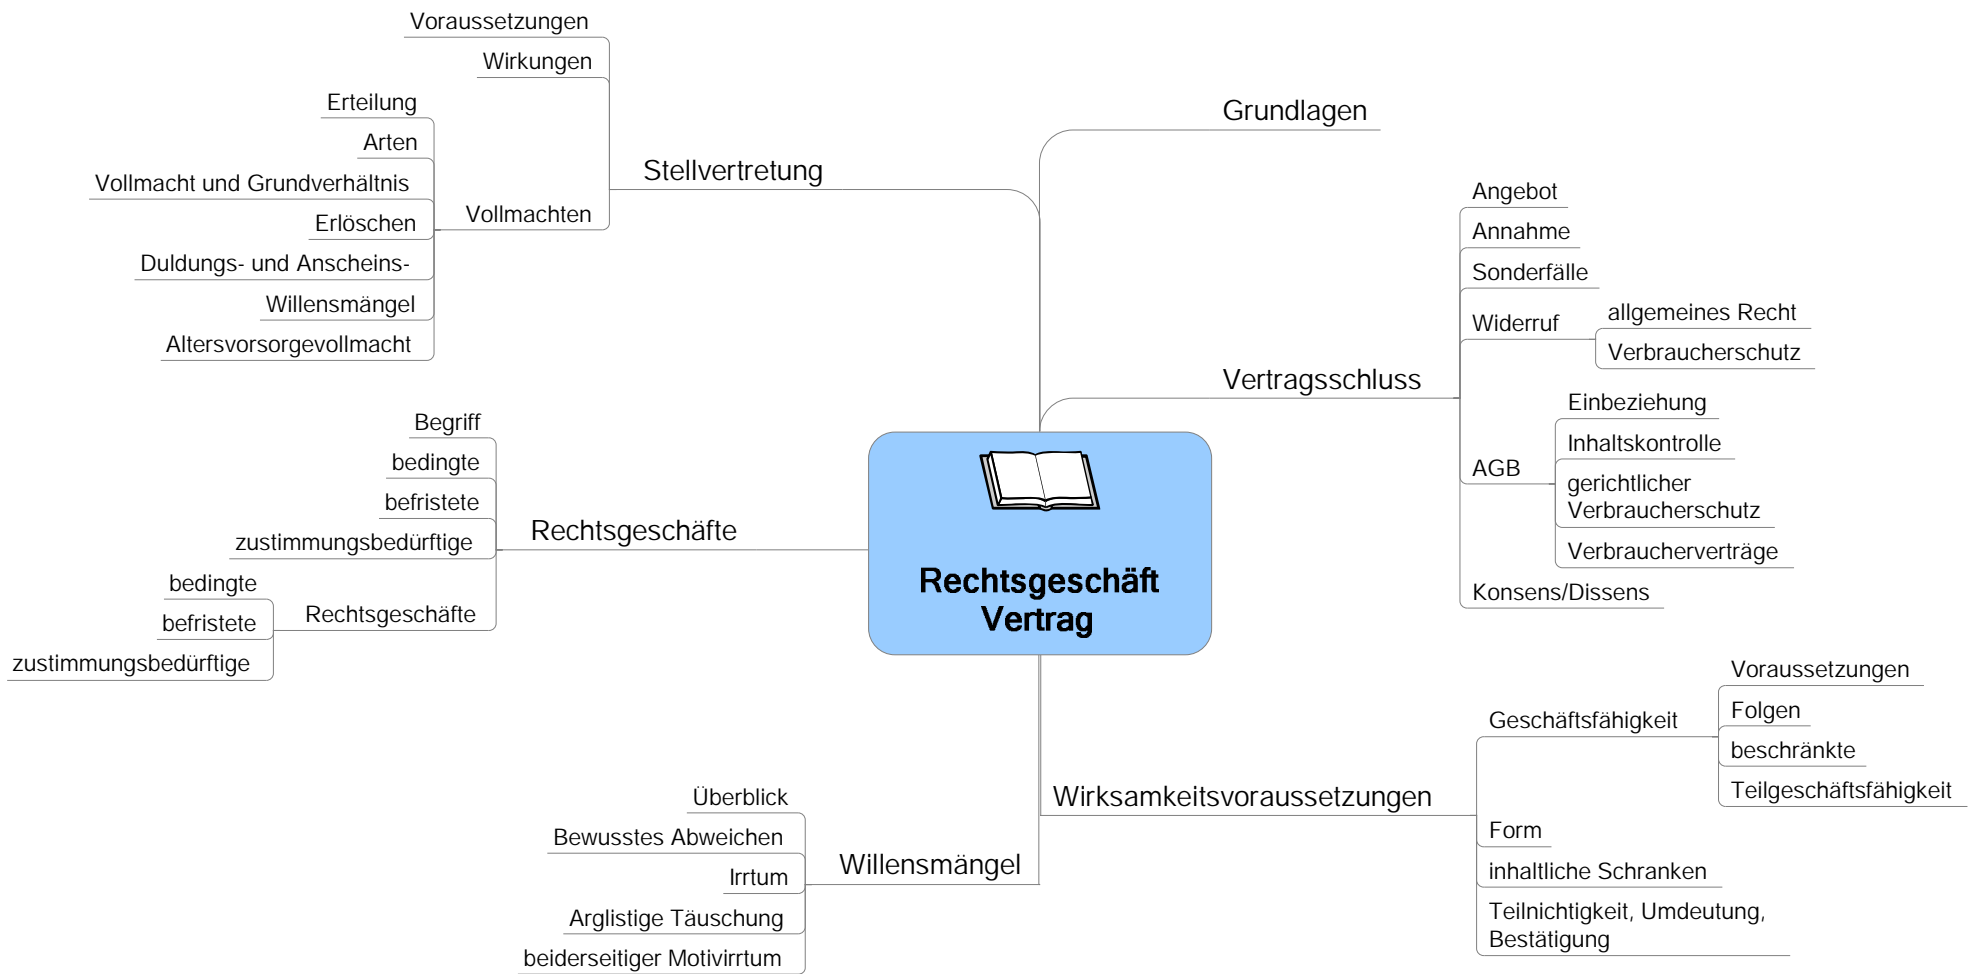 Voraussetzungen
Wirkungen
Erteilung
Arten
Vollmacht und Grundverhältnis
Erlöschen
Duldungs- und Anscheins-
Willensmängel
Altersvorsorgevollmacht
Vollmachten
Stellvertretung
Begriff
bedingte
befristete
zustimmungsbedürftige
bedingte
befristete
zustimmungsbedürftige
Rechtsgeschäfte
Rechtsgeschäfte
Überblick
Bewusstes Abweichen
Irrtum
Arglistige Täuschung
beiderseitiger Motivirrtum
Willensmängel
Rechtsgeschäft
Vertrag
Grundlagen
Vertragsschluss
Angebot
Annahme
Sonderfälle
Widerruf
allgemeines Recht
Verbraucherschutz
AGB
Einbeziehung
Inhaltskontrolle
gerichtlicher
Verbraucherschutz
Verbraucherverträge
Konsens/Dissens
Wirksamkeitsvoraussetzungen
Geschäftsfähigkeit
Voraussetzungen
Folgen
beschränkte
Teilgeschäftsfähigkeit
Form
inhaltliche Schranken
Teilnichtigkeit, Umdeutung,
Bestätigung